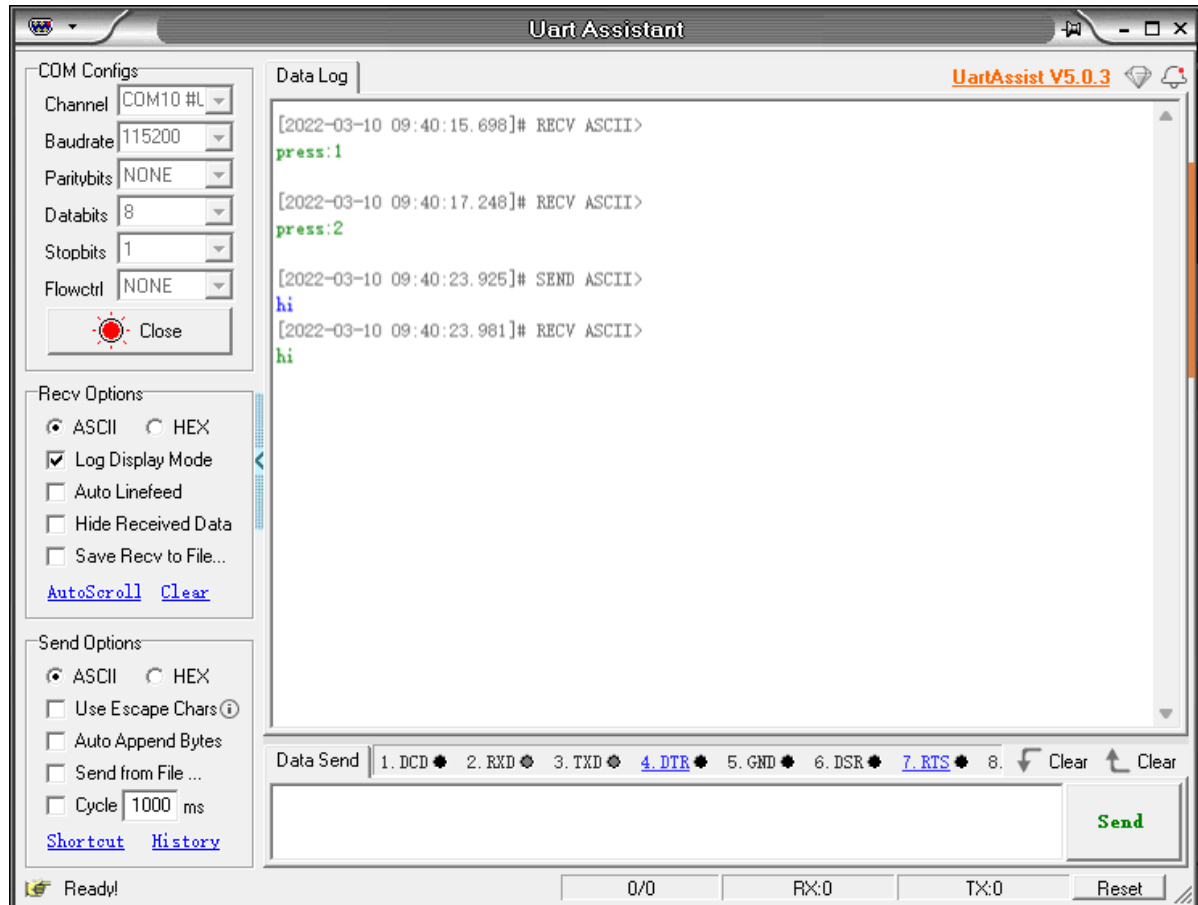 Uart Assistant
COM Configs
Channel COM10 #L
Baudrate 115200
Paritybits NONE
Databits 8
Stopbits 1
Flowctrl NONE
Close
Recv Options
ASCII HEX
Log Display Mode
Auto Linefeed
Hide Received Data
Save Recv to File...
AutoScroll Clear
Send Options
ASCII HEX
Use Escape Chars
Auto Append Bytes
Send from File ...
Cycle 1000 ms
Shortcut History
Data Log
UartAssist V5.0.3
[2022-03-10 09:40:15.698]# RECV ASCII>
press:1
[2022-03-10 09:40:17.248]# RECV ASCII>
press:2
[2022-03-10 09:40:23.925]# SEND ASCII>
hi
[2022-03-10 09:40:23.981]# RECV ASCII>
hi
Data Send 1. DCD 2. RXD 3. TXD 4. DTR 5. GND 6. DSR 7. RTS 8. Clear Clear
Send
Ready! 0/0 RX:0 TX:0 Reset